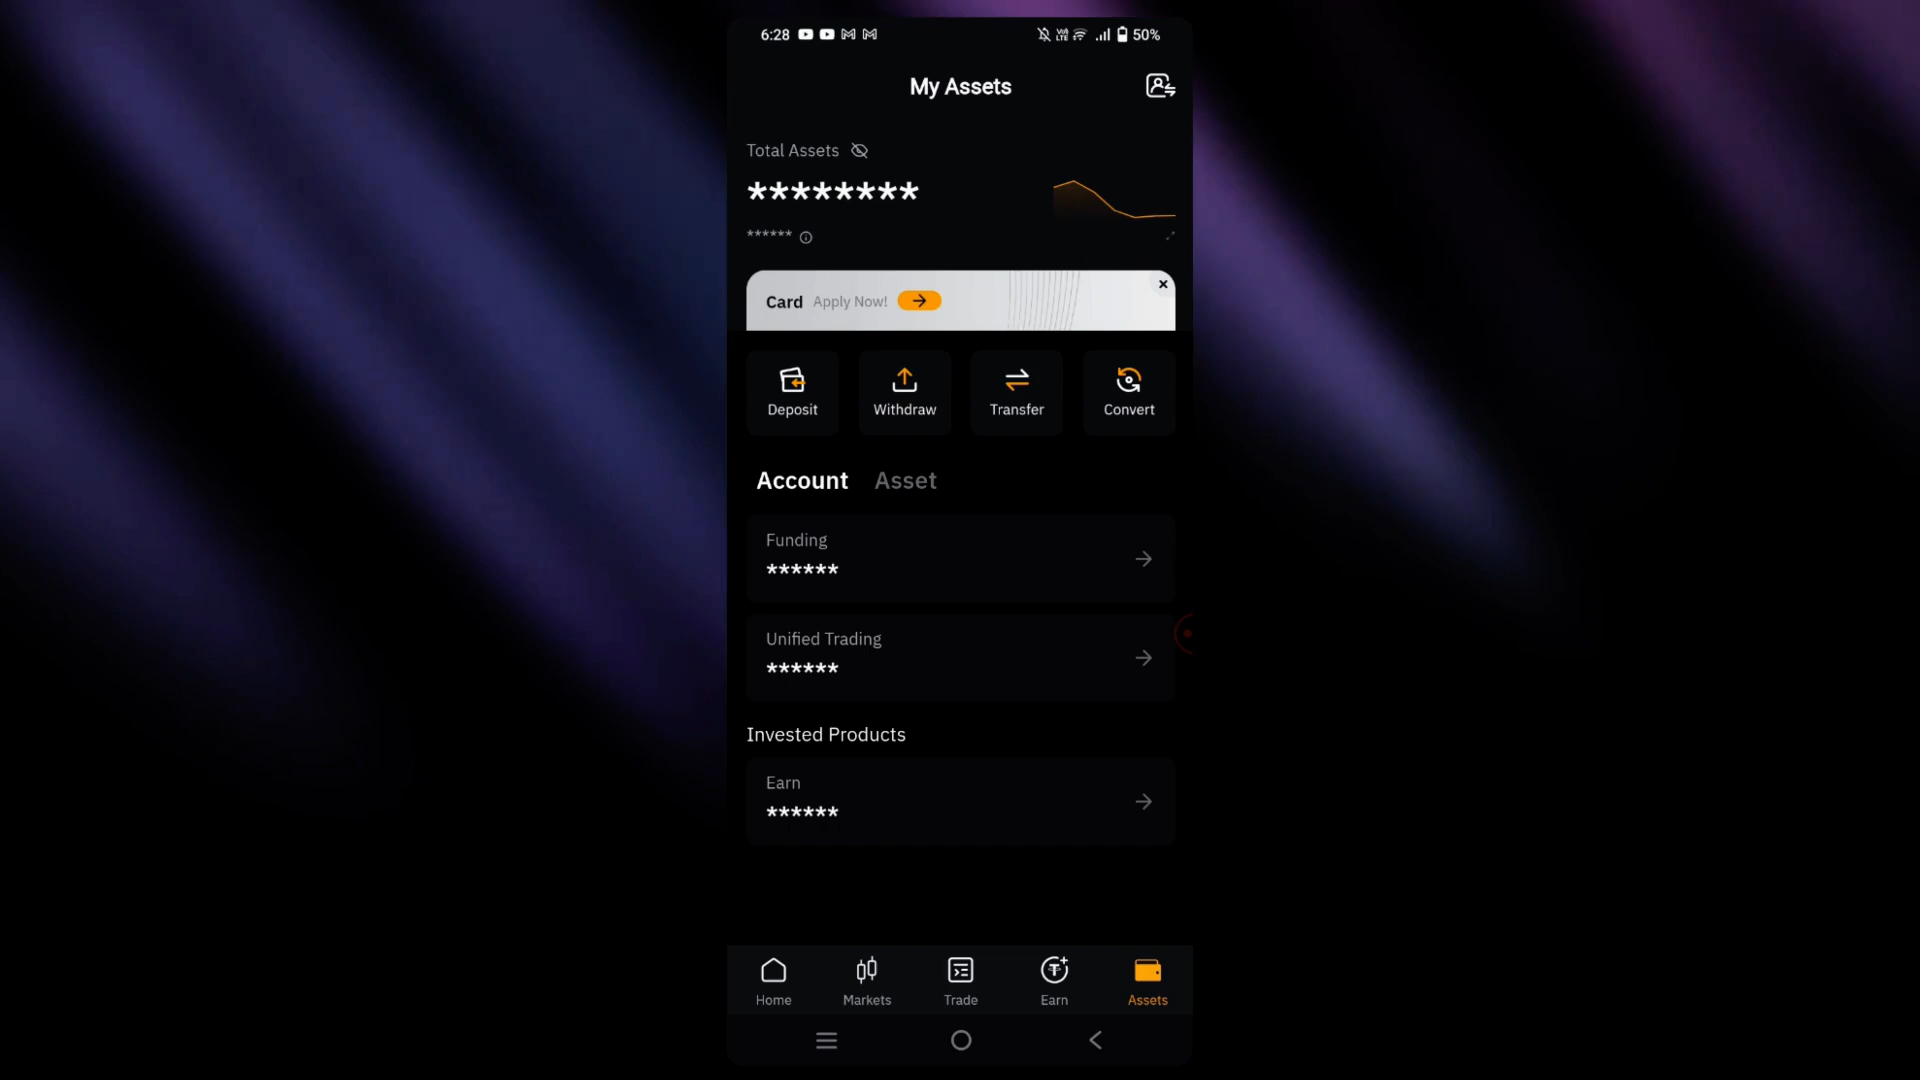 6:28 50%
My Assets
Total Assets
********
******
Card Apply Now!
Deposit Withdraw Transfer Convert
Account Asset
Funding
******
Unified Trading
******
Invested Products
Earn
******
Home Markets Trade Earn Assets